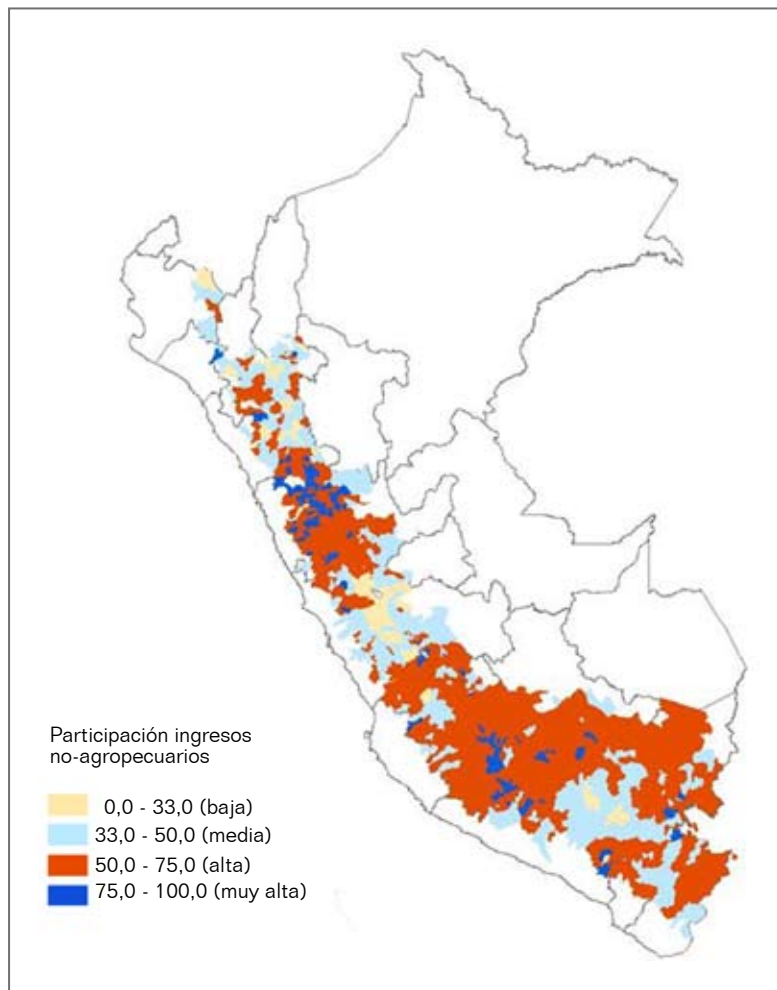 Participación ingresos
no-agropecuarios
0,0 - 33,0 (baja)
33,0 - 50,0 (media)
50,0 - 75,0 (alta)
75,0 - 100,0 (muy alta)